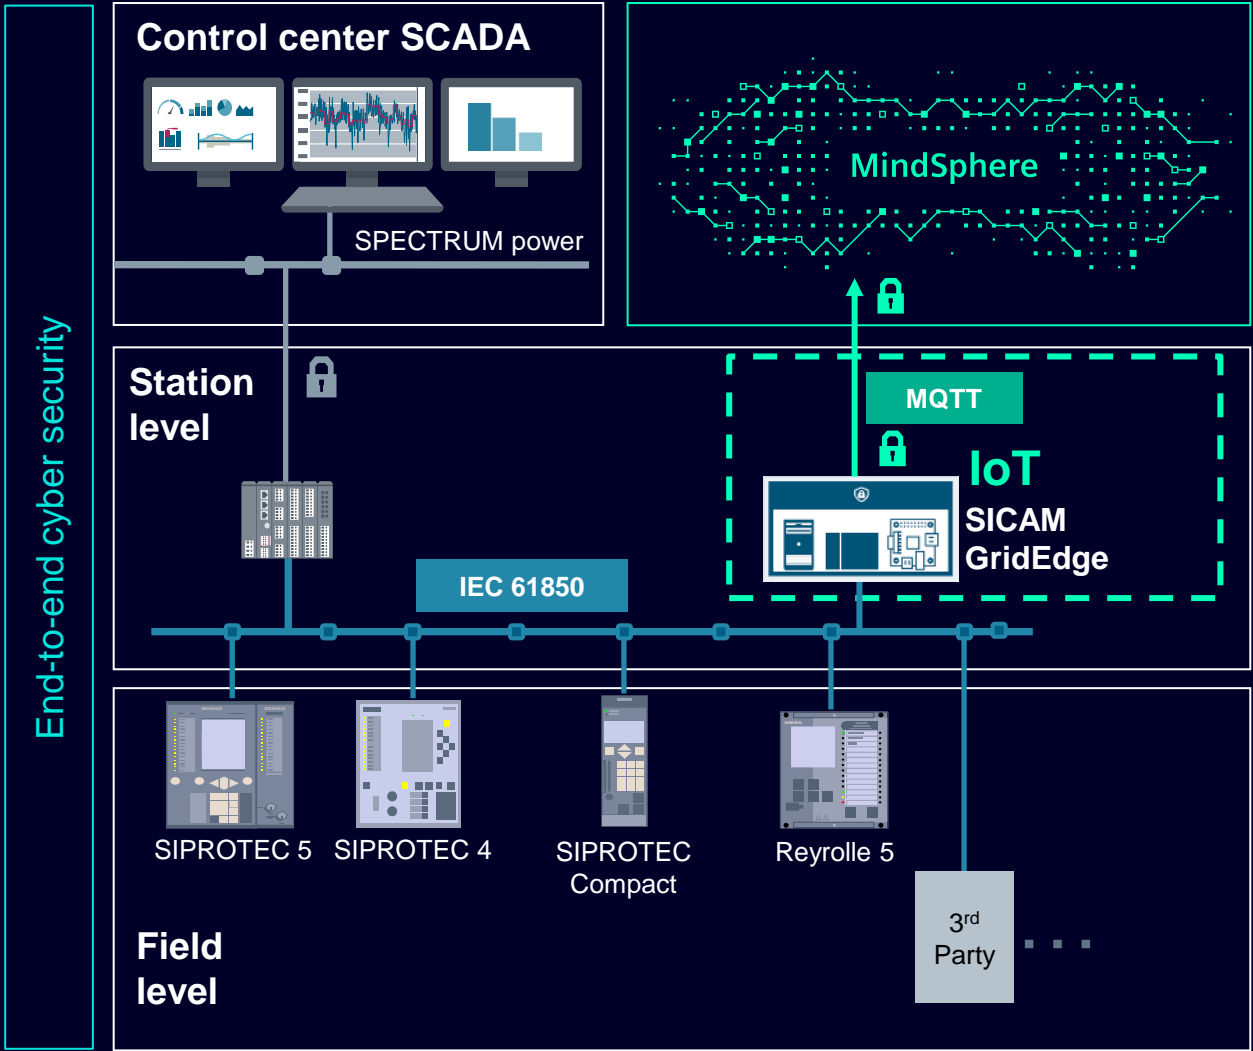 End-to-end cyber security
Control center SCADA
SPECTRUM power
MindSphere
Station
level
MQTT
IoT
SICAM
GridEdge
IEC 61850
SIPROTEC 5
SIPROTEC 4
SIPROTEC
Compact
Reyrolle 5
3rd
Party
Field
level